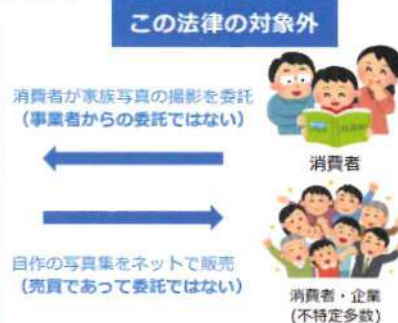 この法律の対象外
消費者が家族写真の撮影を委託
(事業者からの委託ではない)
消費者
自作の写真集をネットで販売
(売買であって委託ではない)
消費者・企業
(不特定多数)